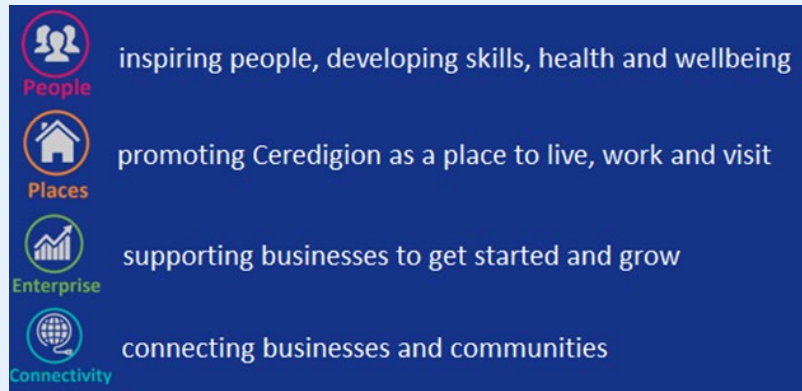 People
inspiring people, developing skills, health and wellbeing
Places
promoting Ceredigion as a place to live, work and visit
Enterprise
supporting businesses to get started and grow
Connectivity
connecting businesses and communities